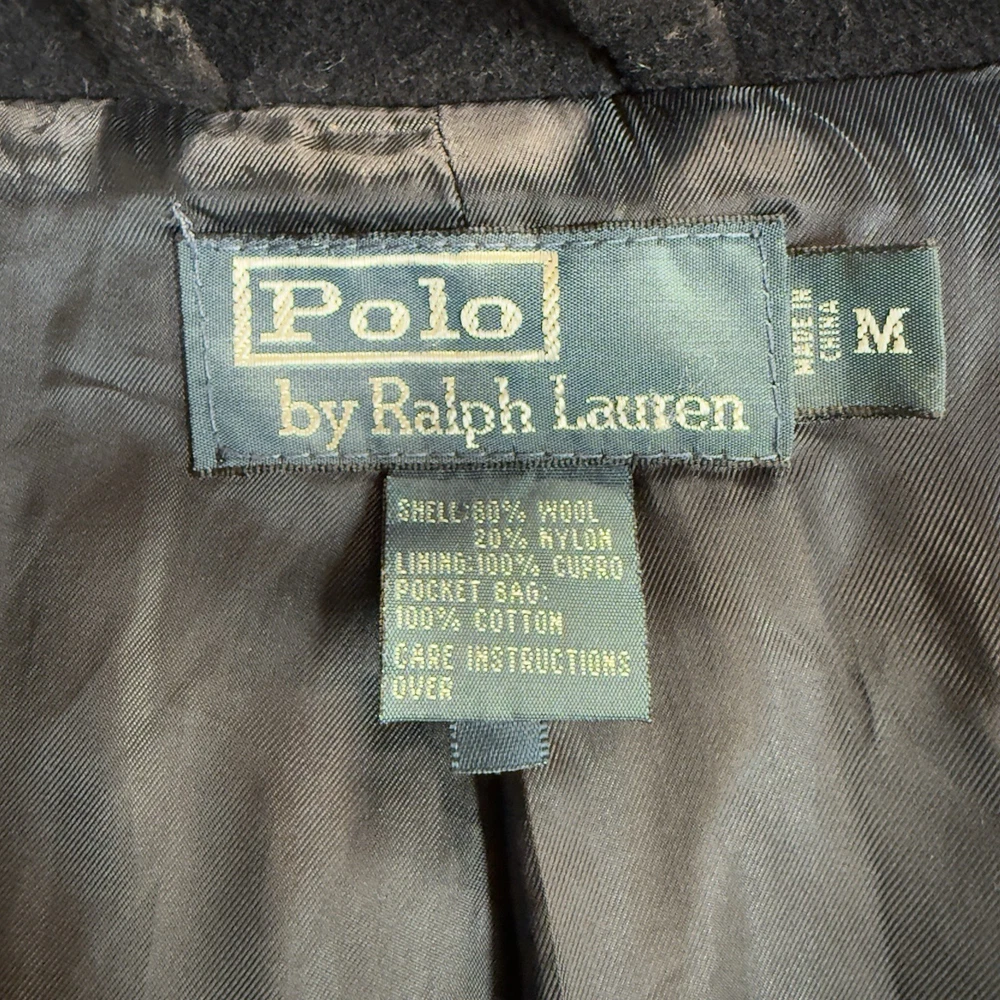 Polo
by Ralph Lauren
MADE IN
CHINA
M
SHELL: 80% WOOL
20% NYLON
LINING: 100% CUPRO
POCKET BAG:
100% COTTON
CARE INSTRUCTIONS
OVER